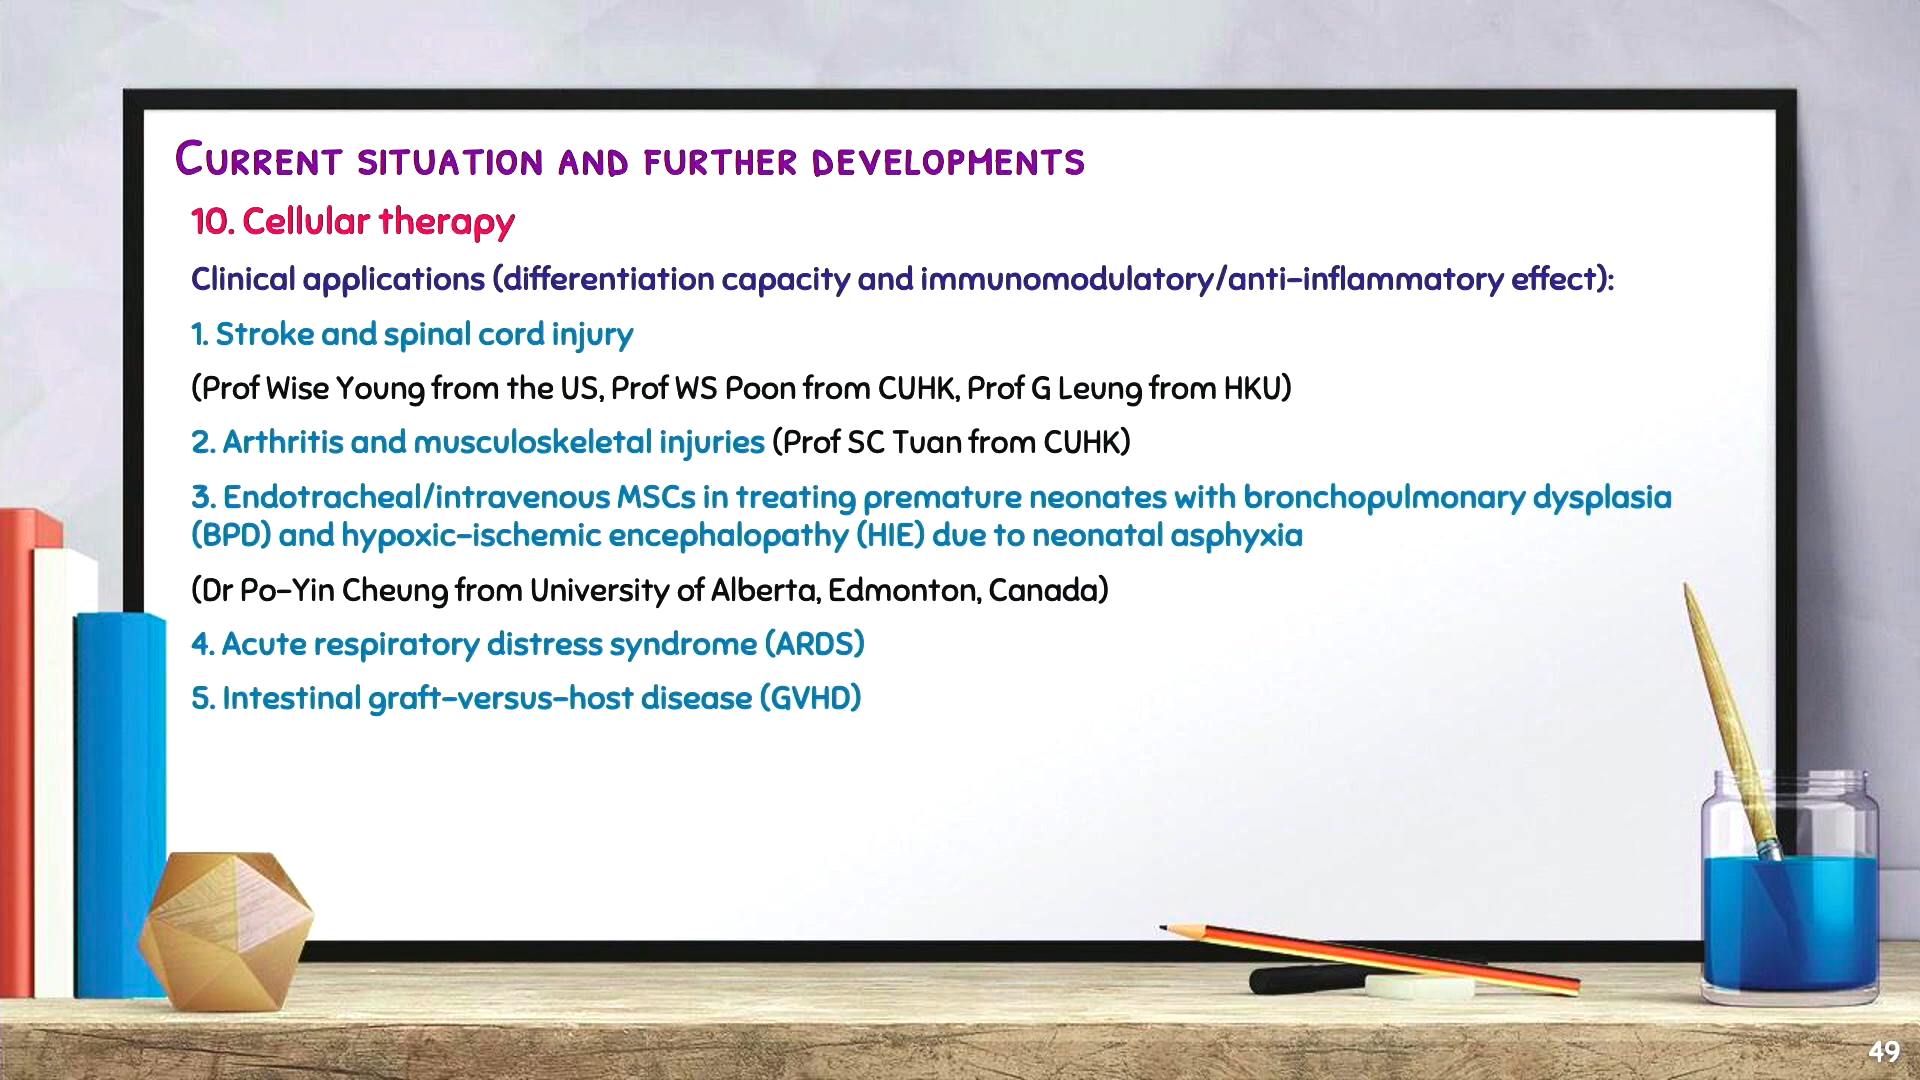 Current situation and further developments
10. Cellular therapy
Clinical applications (differentiation capacity and immunomodulatory/anti-inflammatory effect):
1. Stroke and spinal cord injury
(Prof Wise Young from the US, Prof WS Poon from CUHK, Prof G Leung from HKU)
2. Arthritis and musculoskeletal injuries (Prof SC Tuan from CUHK)
3. Endotracheal/intravenous MSCs in treating premature neonates with bronchopulmonary dysplasia
(BPD) and hypoxic-ischemic encephalopathy (HIE) due to neonatal asphyxia
(Dr Po-Yin Cheung from University of Alberta, Edmonton, Canada)
4. Acute respiratory distress syndrome (ARDS)
5. Intestinal graft-versus-host disease (GVHD)
49